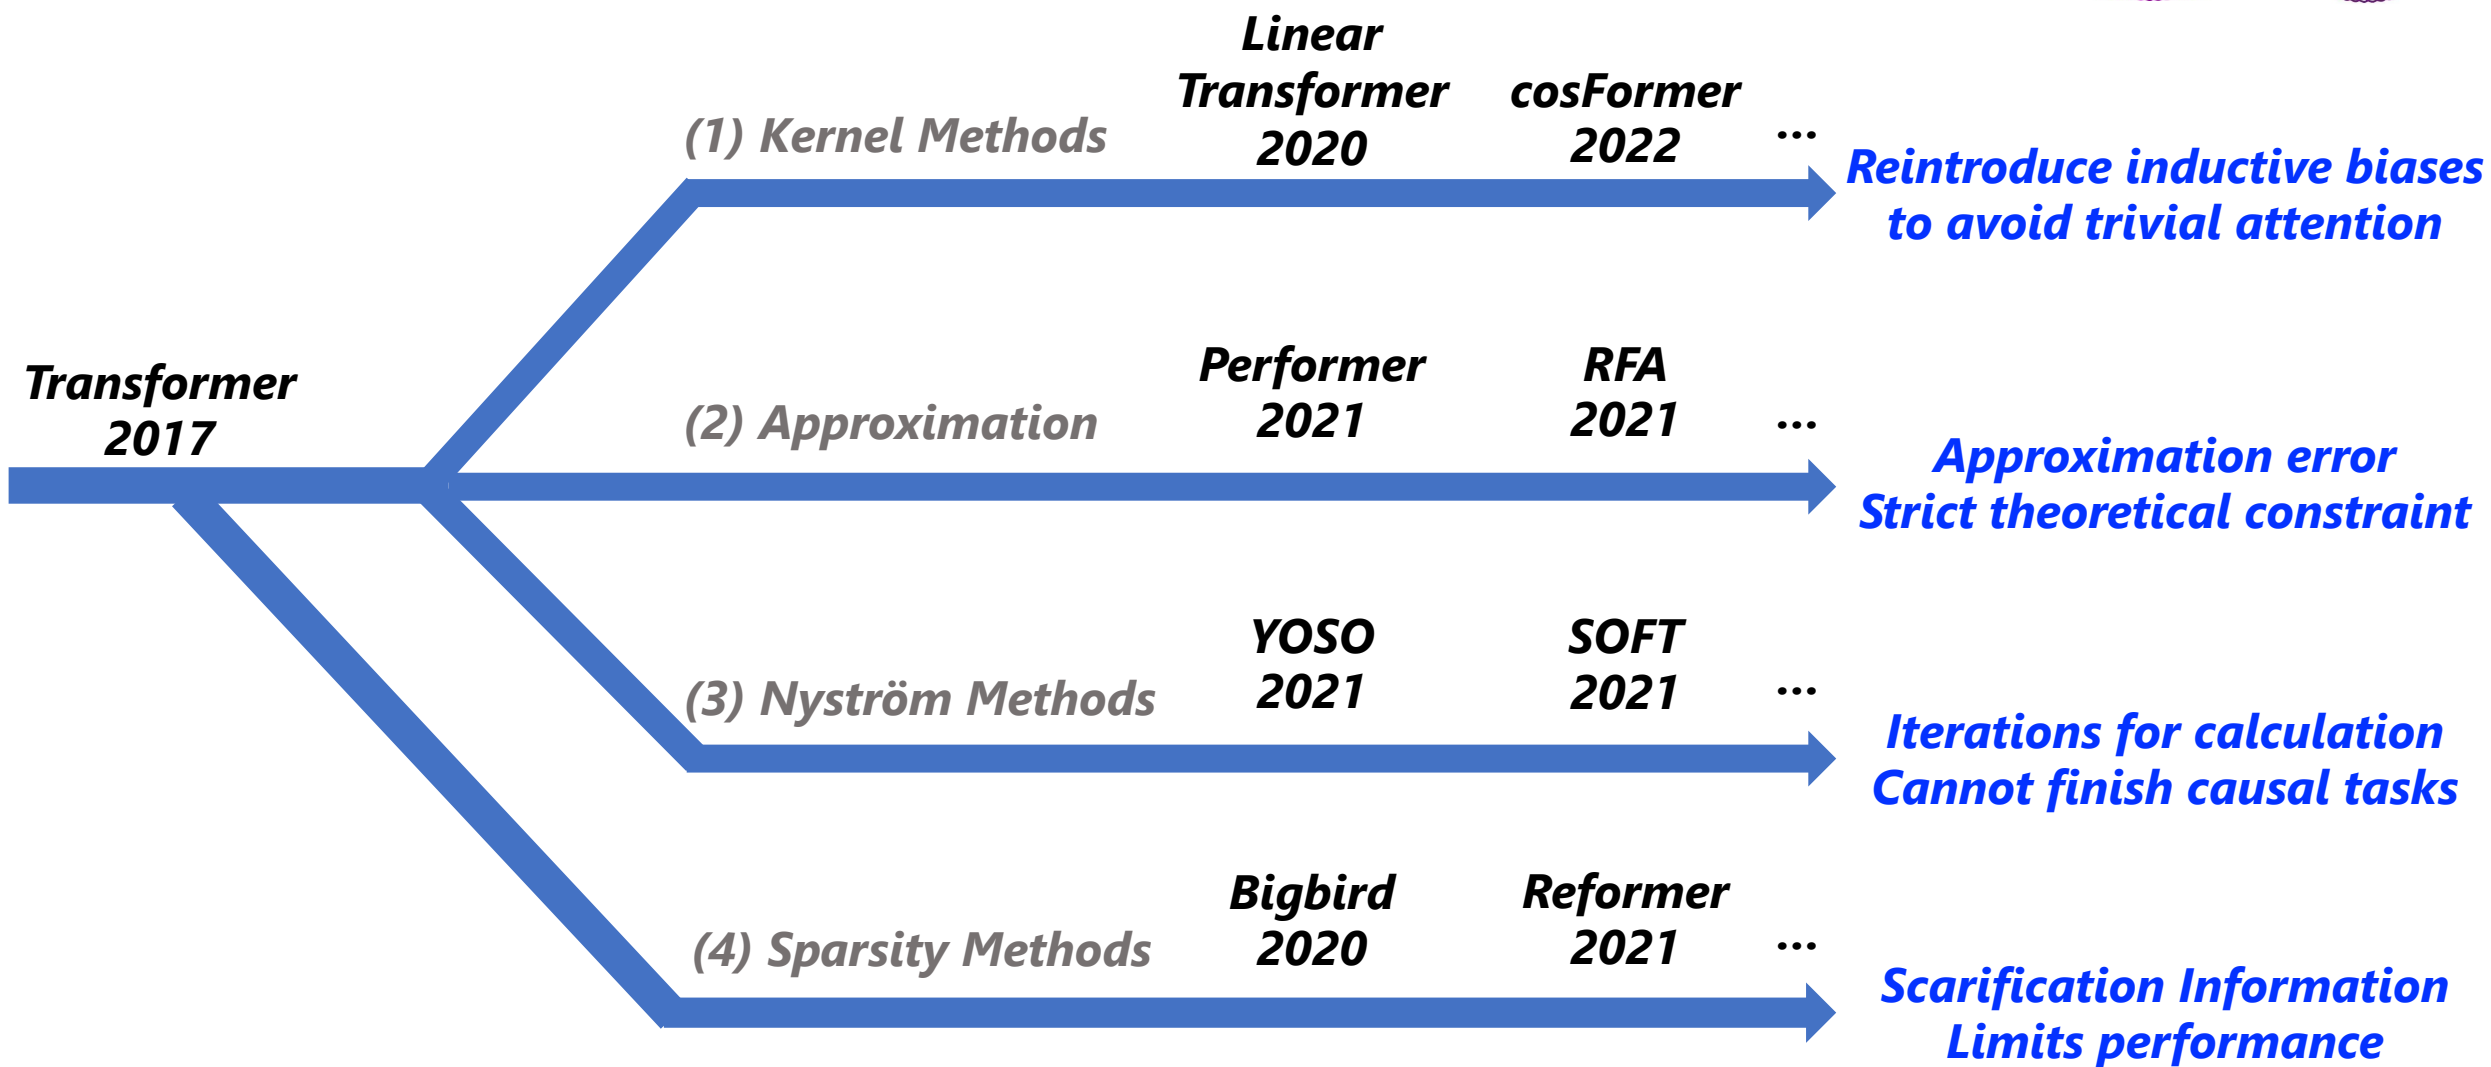 Transformer
2017
(1) Kernel Methods
Linear
Transformer
2020
cosFormer
2022
...
Reintroduce inductive biases
to avoid trivial attention
(2) Approximation
Performer
2021
RFA
2021
...
Approximation error
Strict theoretical constraint
(3) Nyström Methods
YOSO
2021
SOFT
2021
...
Iterations for calculation
Cannot finish causal tasks
(4) Sparsity Methods
Bigbird
2020
Reformer
2021
...
Scarification Information
Limits performance